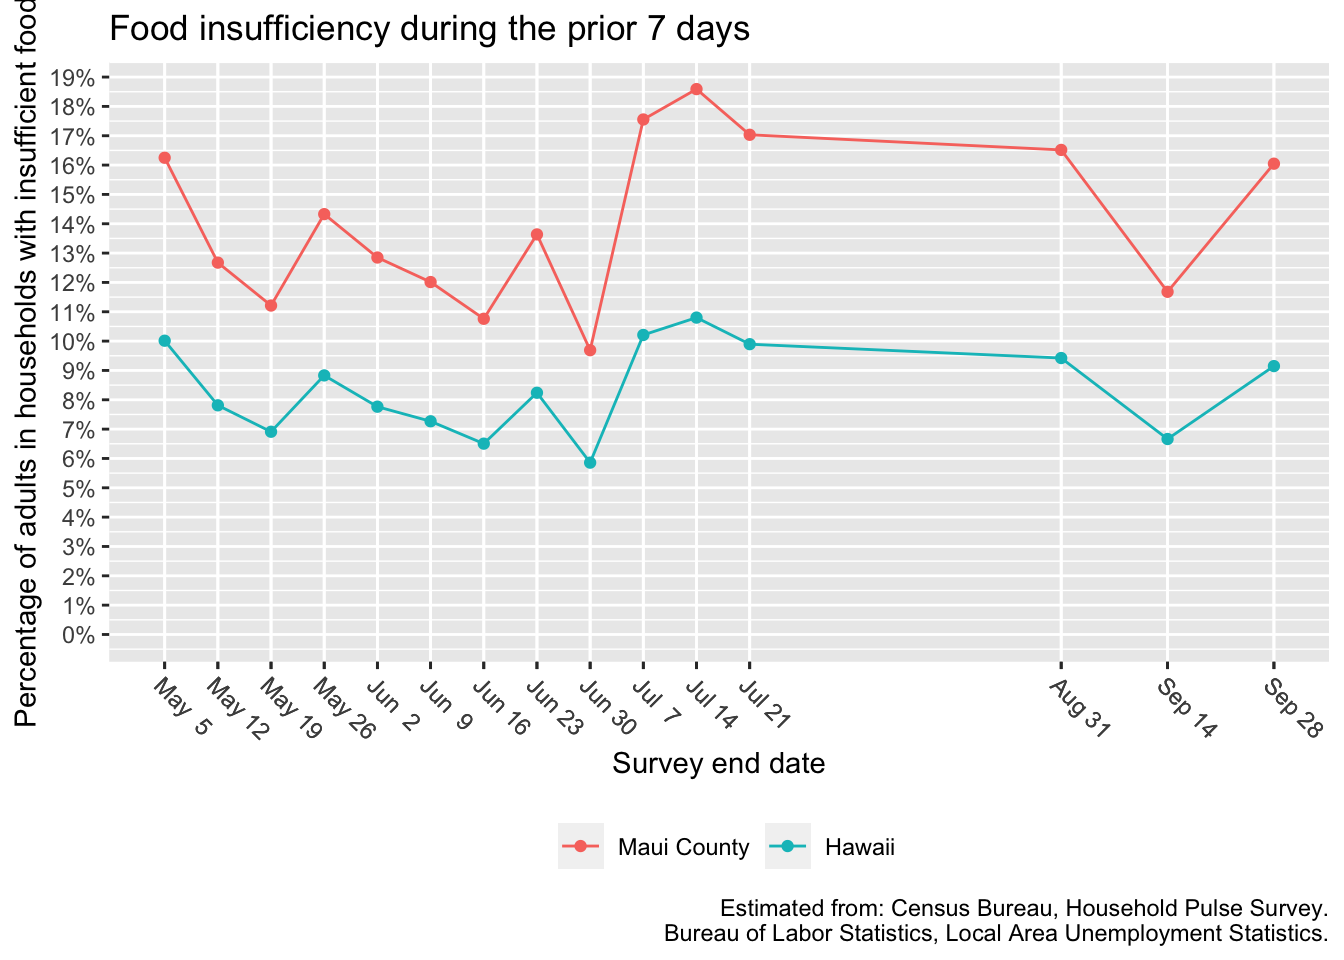 Food insufficiency during the prior 7 days
Percentage of adults in households with insufficient food
19%
18%
17%
16%
15%
14%
13%
12%
11%
10%
9%
8%
7%
6%
5%
4%
3%
2%
1%
0%
May 5
May 12
May 19
May 26
Jun 2
Jun 9
Jun 16
Jun 23
Jun 30
Jul 7
Jul 14
Jul 21
Aug 31
Sep 14
Sep 28
Survey end date
Maui County
Hawaii
Estimated from: Census Bureau, Household Pulse Survey.
Bureau of Labor Statistics, Local Area Unemployment Statistics.